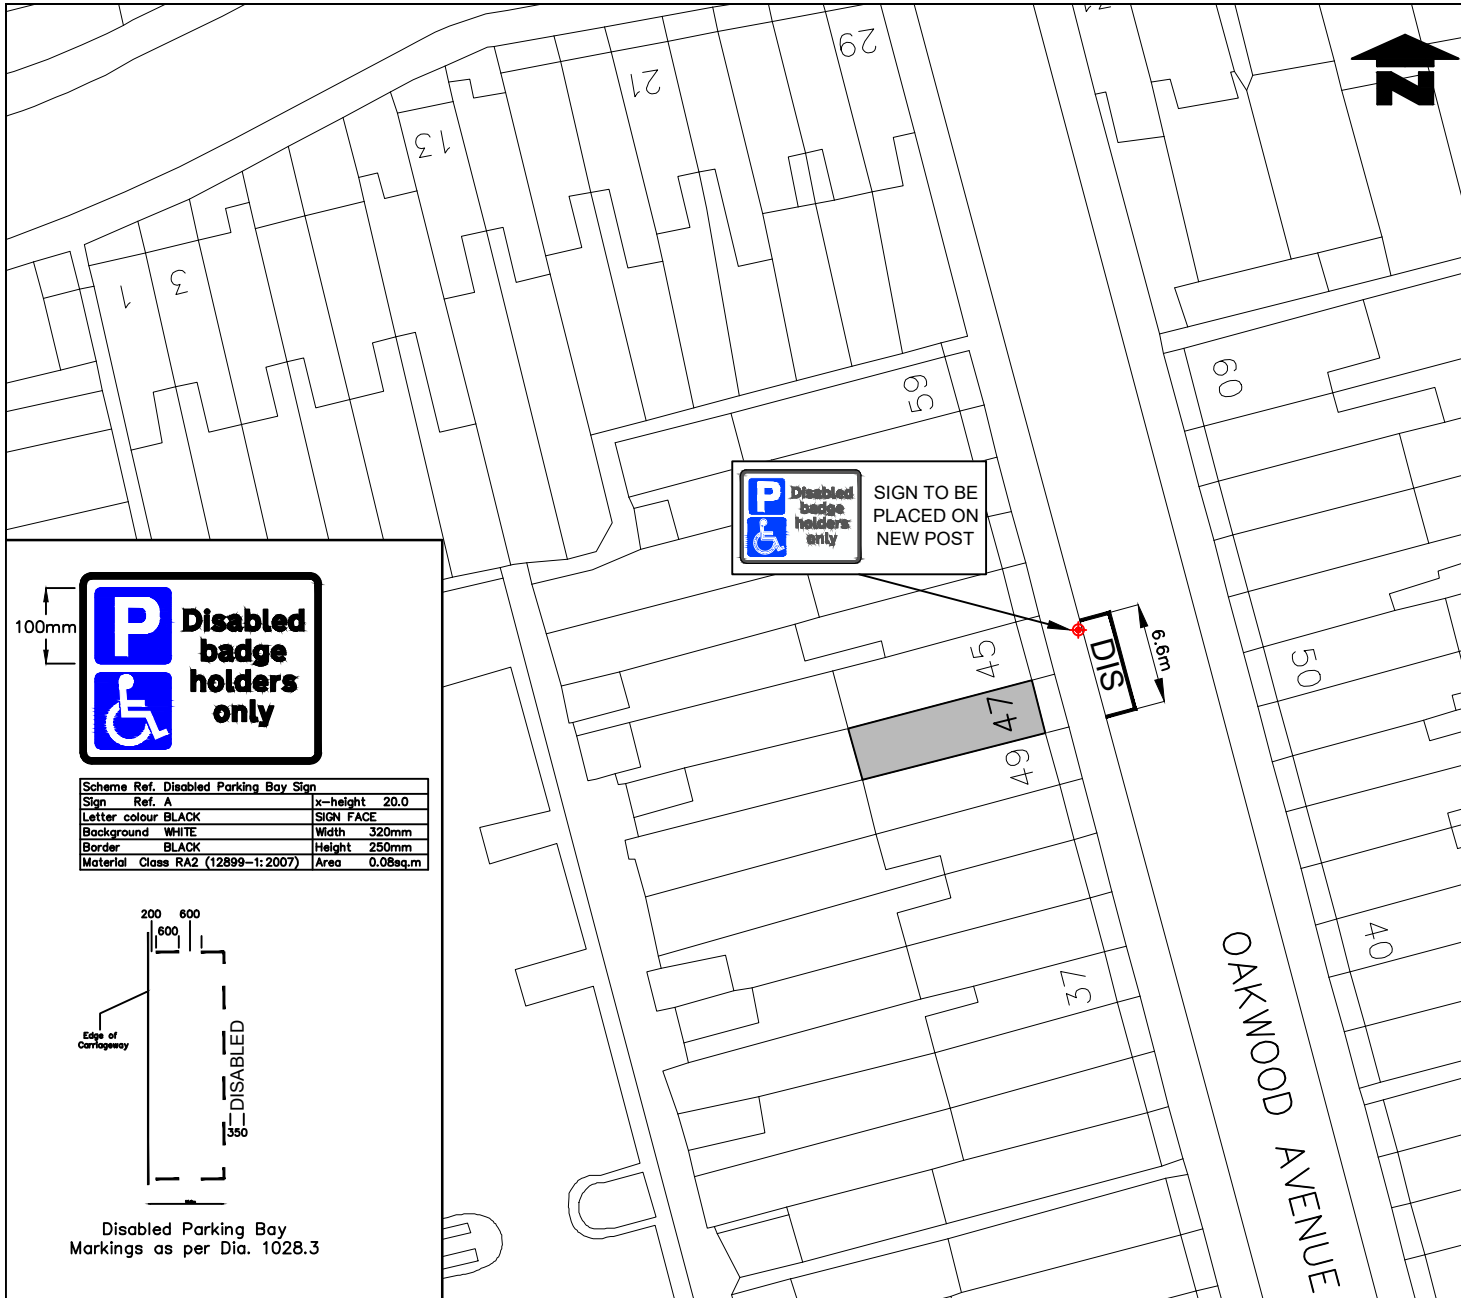 31
29
21
13
3
1
N
60
59
P Disabled
badge
holders
only
SIGN TO BE
PLACED ON
NEW POST
DIS
6.6m
45
47
49
50
40
37
OAKWOOD AVENUE
100mm
P
Disabled
badge
holders
only
Scheme Ref. Disabled Parking Bay Sign
Sign Ref. A x-height 20.0
Letter colour BLACK SIGN FACE
Background WHITE Width 320mm
Border BLACK Height 250mm
Material Class RA2 (12899-1:2007) Area 0.08sq.m
200 600
600
Edge of
Carriageway
DISABLED
350
Disabled Parking Bay
Markings as per Dia. 1028.3